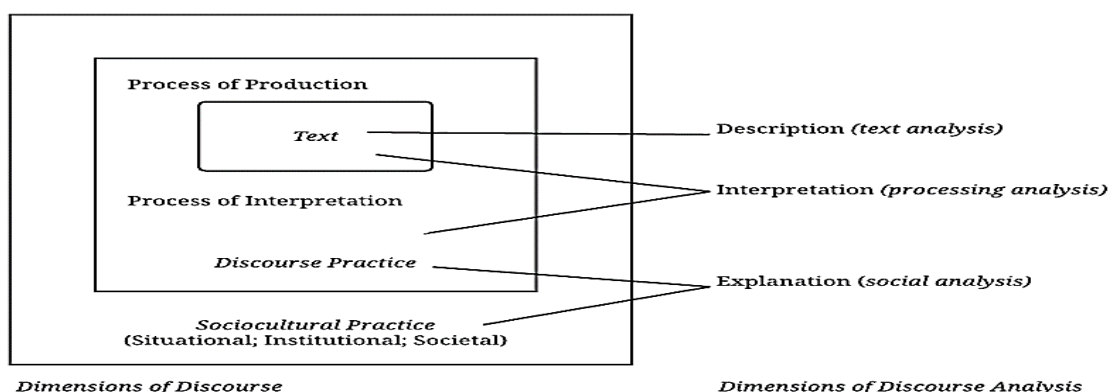 Process of Production
Text
Description (text analysis)
Interpretation (processing analysis)
Process of Interpretation
Discourse Practice
Explanation (social analysis)
Sociocultural Practice
(Situational; Institutional; Societal)
Dimensions of Discourse
Dimensions of Discourse Analysis